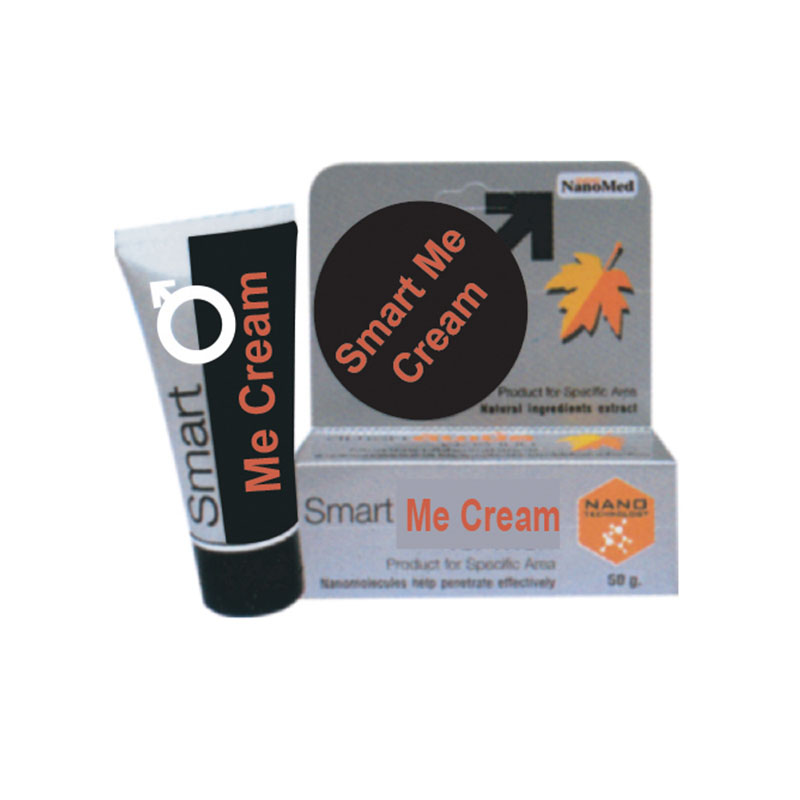 Smart
Me Cream
NanoMed
Smart Me
Cream
Product for Specific Area
Natural ingredients extract
Smart Me Cream
NANO
TECHNOLOGY
Product for Specific Area
Nanomolecules help penetrate effectively
50 g.